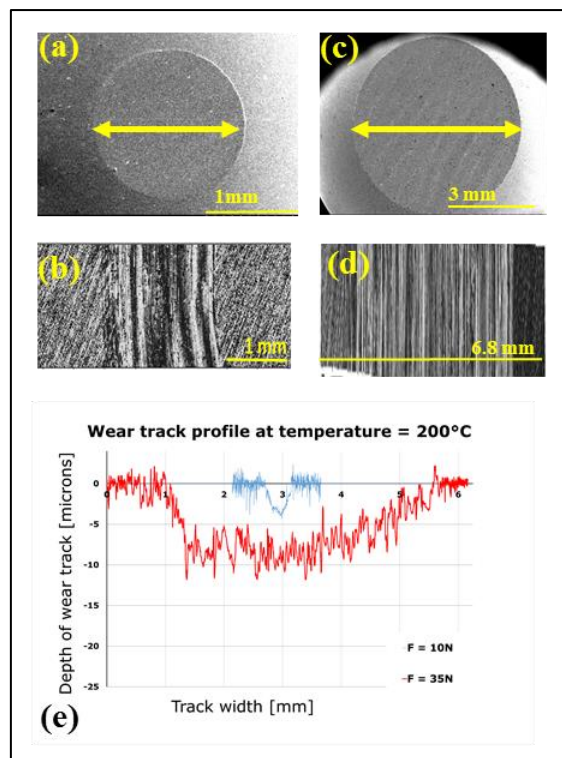 (a)
1mm
(c)
3 mm
(b)
1 mm
(d)
6.8 mm
Wear track profile at temperature = 200°C
Depth of wear track [microns]
0
-5
-10
-15
-20
-25
0 1 2 3 4 5 6
F = 10N
F = 35N
Track width [mm]
(e)